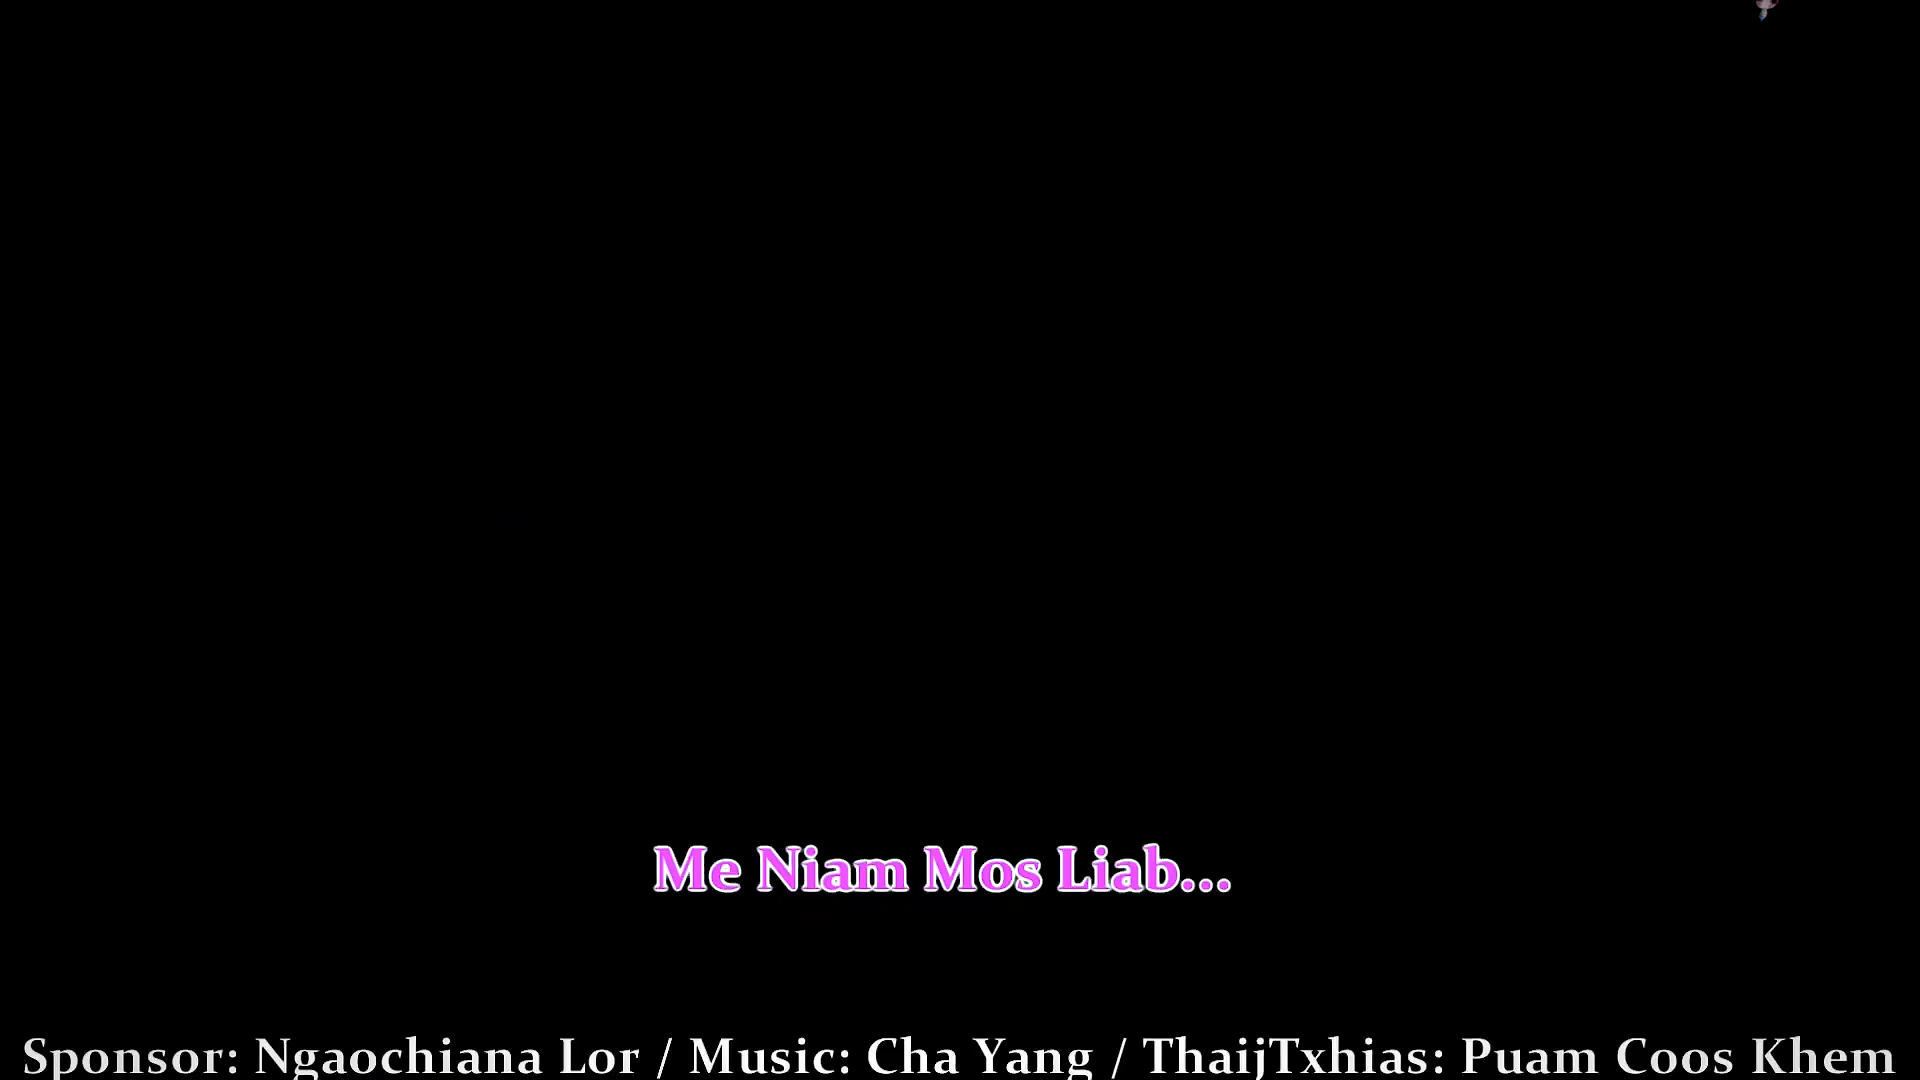 Me Niam Mos Liab...
Sponsor: Ngaochiana Lor / Music: Cha Yang / ThaijTxhias: Puam Coos Khem